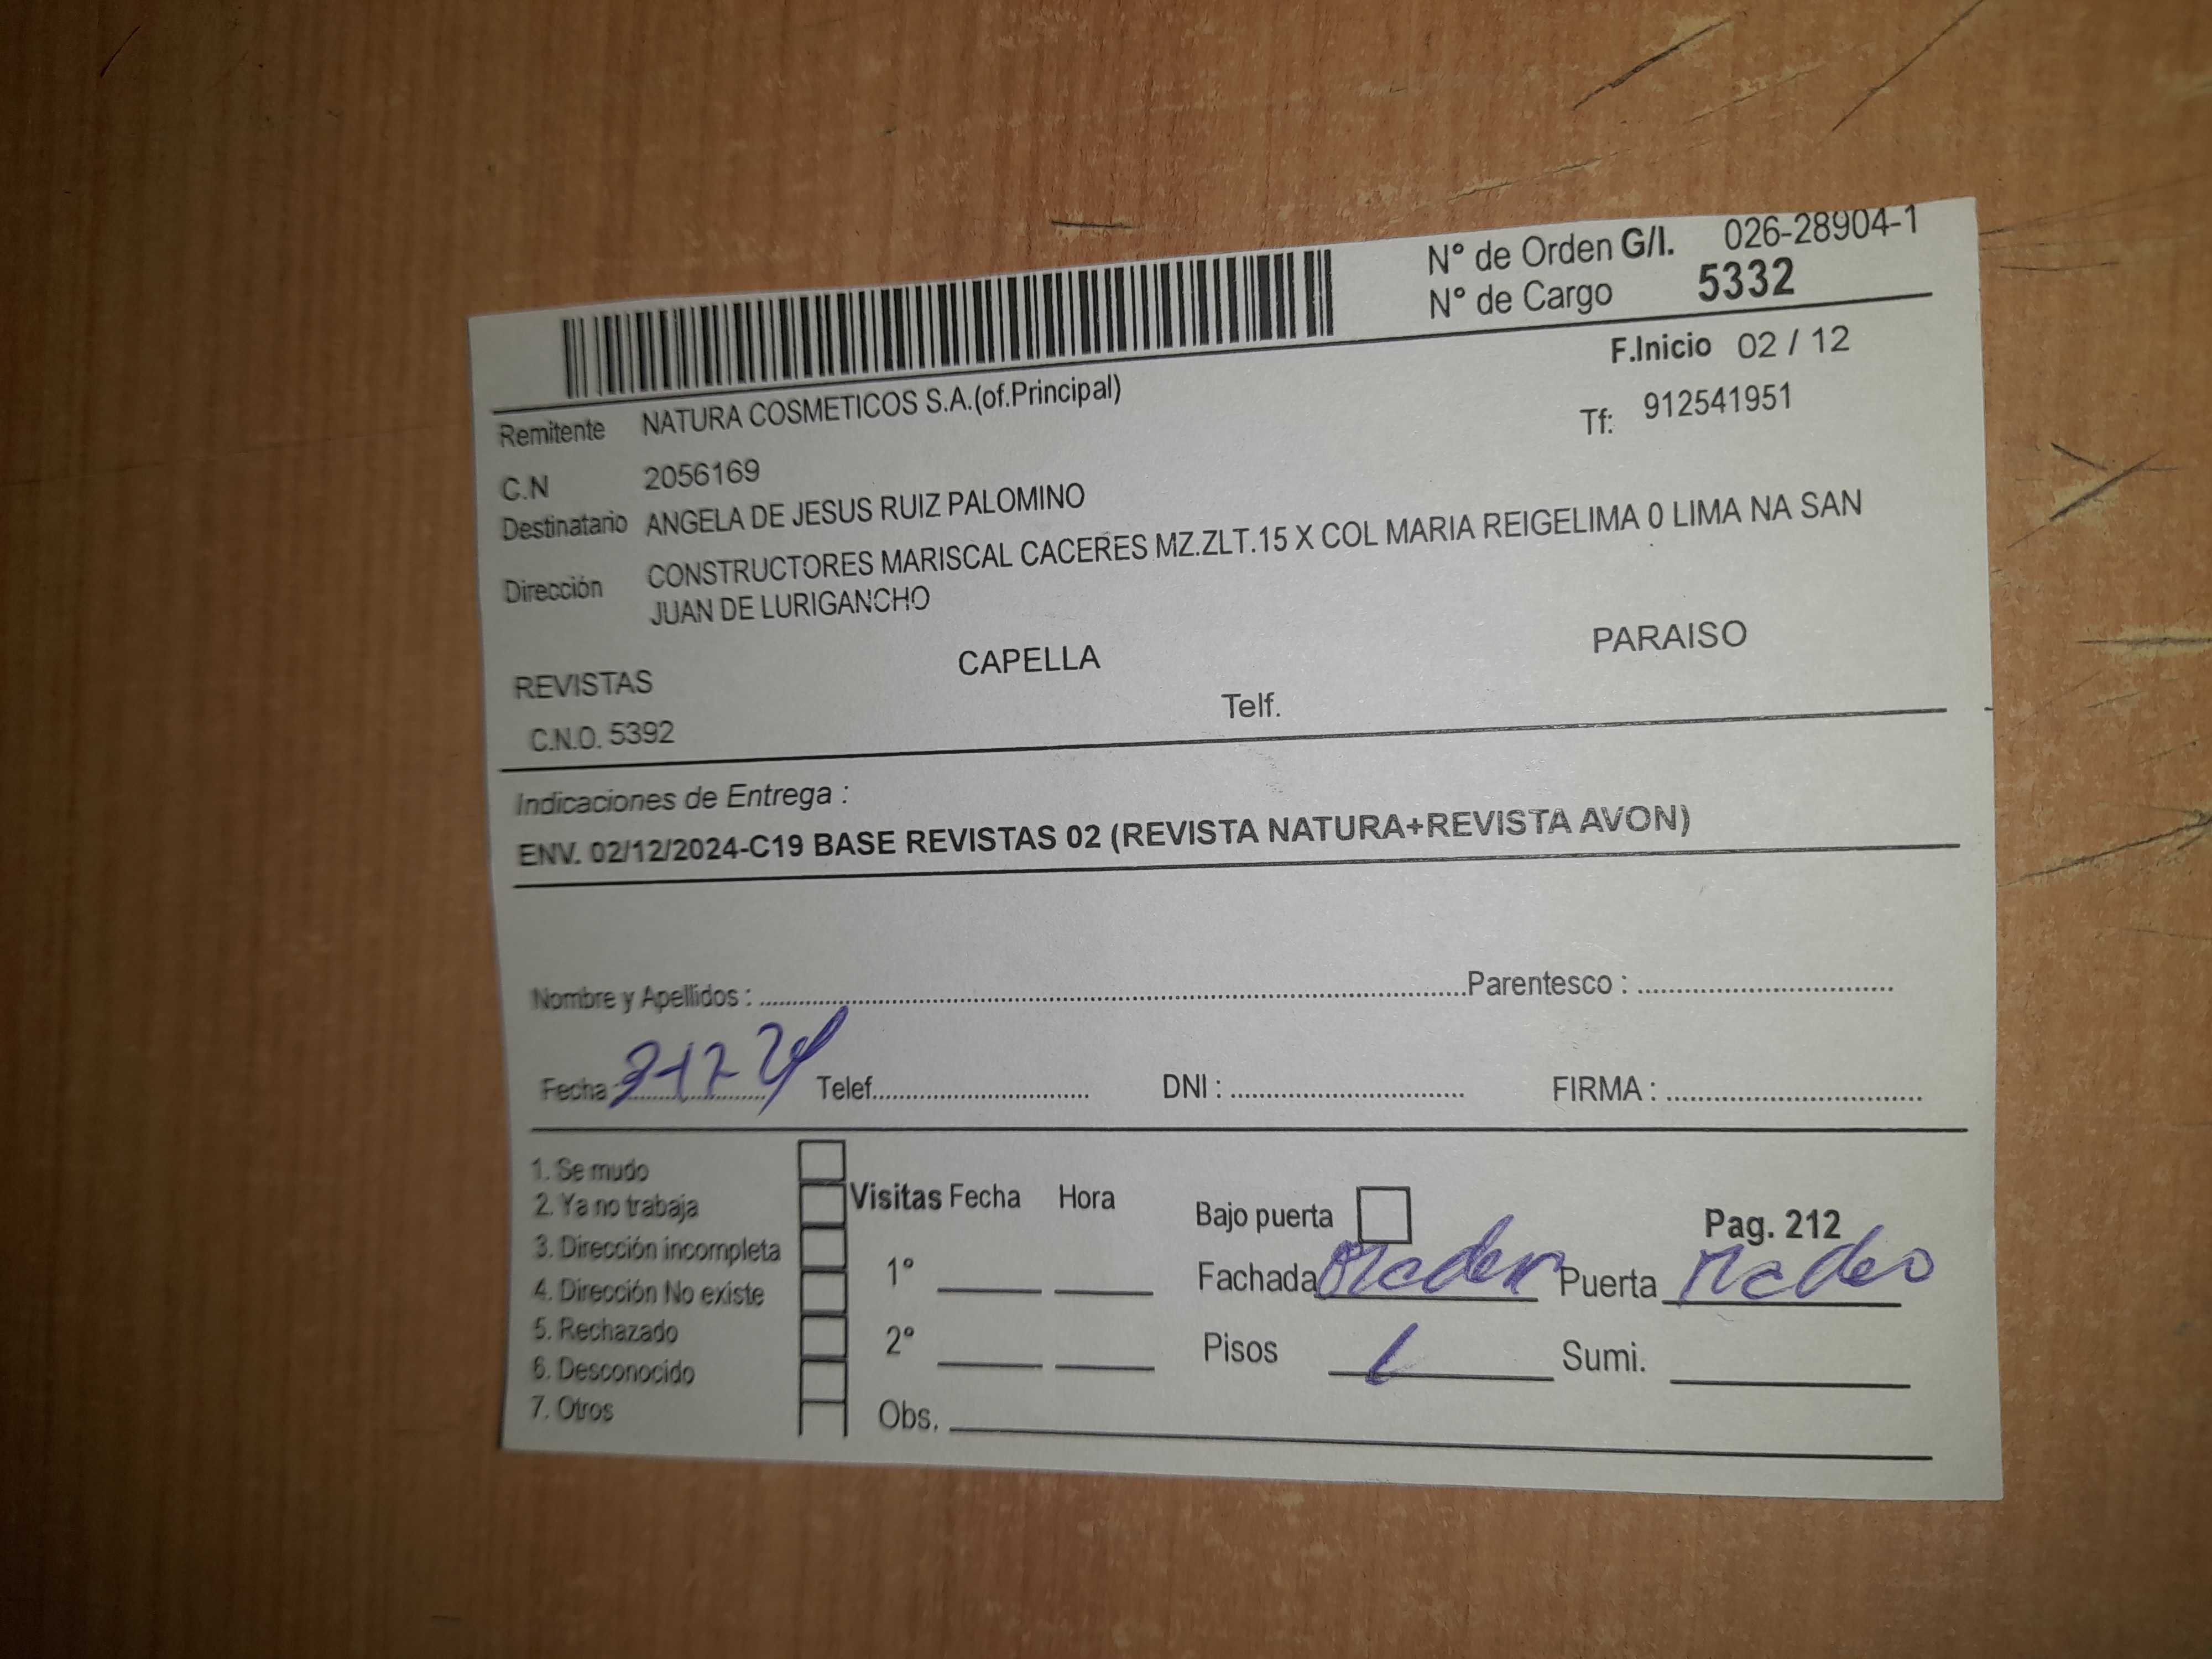 N° de Orden G/I. 026-28904-1
N° de Cargo 5332
F.Inicio 02 / 12
Remitente NATURA COSMETICOS S.A.(of.Principal)
Tf: 912541951
C.N 2056169
Destinatario ANGELA DE JESUS RUIZ PALOMINO
Dirección CONSTRUCTORES MARISCAL CACERES MZ.ZLT.15 X COL MARIA REIGELIMA 0 LIMA NA SAN
JUAN DE LURIGANCHO
REVISTAS CAPELLA PARAISO
C.N.O. 5392 Telf.
Indicaciones de Entrega :
ENV. 02/12/2024-C19 BASE REVISTAS 02 (REVISTA NATURA+REVISTA AVON)
Nombre y Apellidos : Parentesco :
Fecha : 3-12 24 Telef. DNI : FIRMA :
1. Se mudo
2. Ya no trabaja
3. Dirección incompleta
4. Dirección No existe
5. Rechazado
6. Desconocido
7. Otros
Visitas Fecha Hora
1°
2°
Obs.
Bajo puerta Pag. 212
Fachada Puerta
Pisos 1 Sumi.